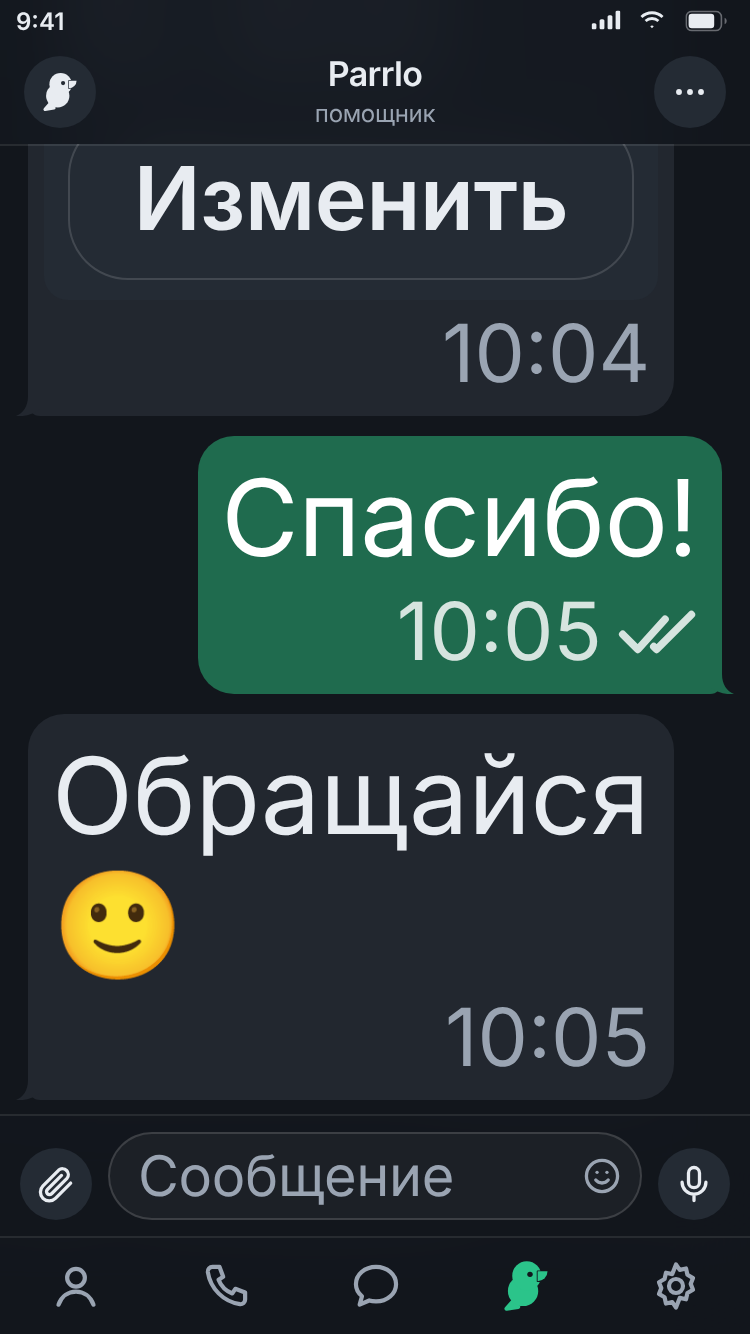 9:41
Parrlo
помощник
Изменить
10:04
Спасибо!
10:05
Обращайся
🙂
10:05
Сообщение